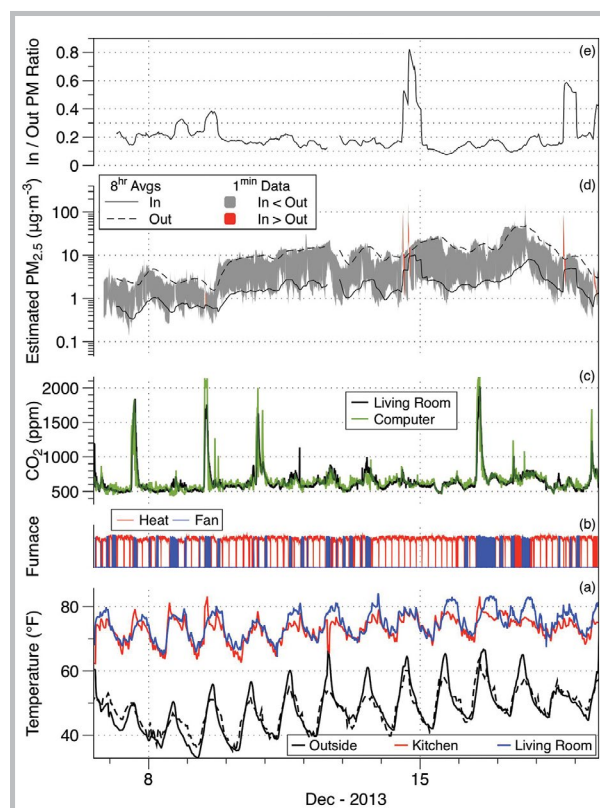 (e)
In / Out PM Ratio
0.8
0.6
0.4
0.2
0
(d)
8hr Avgs
1min Data
In
In < Out
Out
In > Out
Estimated PM2.5 (µg·m-3)
100
10
1
0.1
(c)
Living Room
Computer
CO2 (ppm)
2000
1500
1000
500
(b)
Heat
Fan
Furnace
(a)
Temperature (°F)
80
60
40
Outside
Kitchen
Living Room
8
15
Dec - 2013